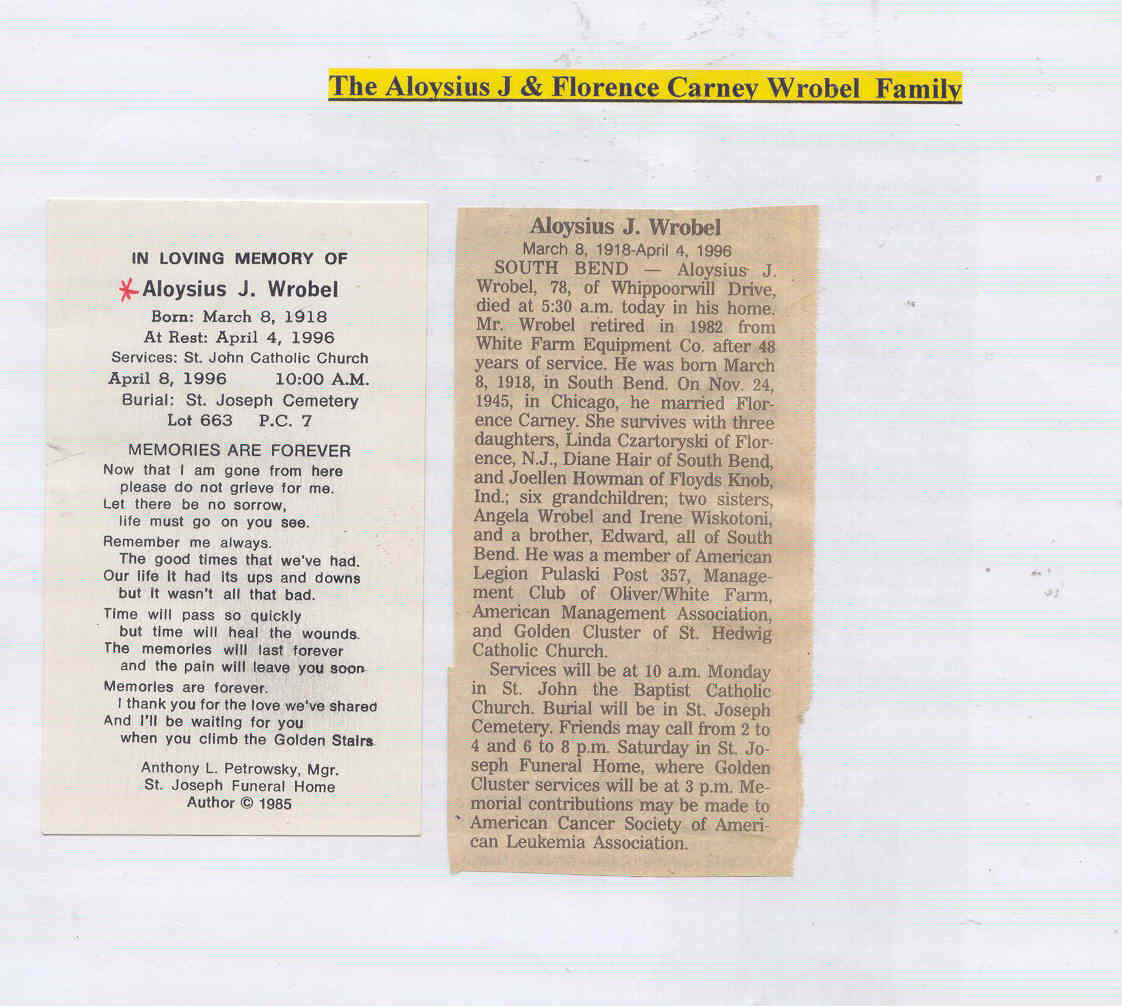 The Aloysius J & Florence Carney Wrobel Family
IN LOVING MEMORY OF
* Aloysius J. Wrobel
Born: March 8, 1918
At Rest: April 4, 1996
Services: St. John Catholic Church
April 8, 1996 10:00 A.M.
Burial: St. Joseph Cemetery
Lot 663 P.C. 7
MEMORIES ARE FOREVER
Now that I am gone from here
please do not grieve for me.
Let there be no sorrow,
life must go on you see.
Remember me always.
The good times that we've had.
Our life it had its ups and downs
but it wasn't all that bad.
Time will pass so quickly
but time will heal the wounds.
The memories will last forever
and the pain will leave you soon
Memories are forever.
I thank you for the love we've shared
And I'll be waiting for you
when you climb the Golden Stairs
Anthony L. Petrowsky, Mgr.
St. Joseph Funeral Home
Author © 1985
Aloysius J. Wrobel
March 8, 1918-April 4, 1996
SOUTH BEND — Aloysius J.
Wrobel, 78, of Whippoorwill Drive,
died at 5:30 a.m. today in his home.
Mr. Wrobel retired in 1982 from
White Farm Equipment Co. after 48
years of service. He was born March
8, 1918, in South Bend. On Nov. 24,
1945, in Chicago, he married Flor-
ence Carney. She survives with three
daughters, Linda Czartoryski of Flor-
ence, N.J., Diane Hair of South Bend,
and Joellen Howman of Floyds Knob,
Ind.; six grandchildren; two sisters,
Angela Wrobel and Irene Wiskotoni,
and a brother, Edward, all of South
Bend. He was a member of American
Legion Pulaski Post 357, Manage-
ment Club of Oliver/White Farm,
American Management Association,
and Golden Cluster of St. Hedwig
Catholic Church.
Services will be at 10 a.m. Monday
in St. John the Baptist Catholic
Church. Burial will be in St. Joseph
Cemetery. Friends may call from 2 to
4 and 6 to 8 p.m. Saturday in St. Jo-
seph Funeral Home, where Golden
Cluster services will be at 3 p.m. Me-
morial contributions may be made to
American Cancer Society of Ameri-
can Leukemia Association.